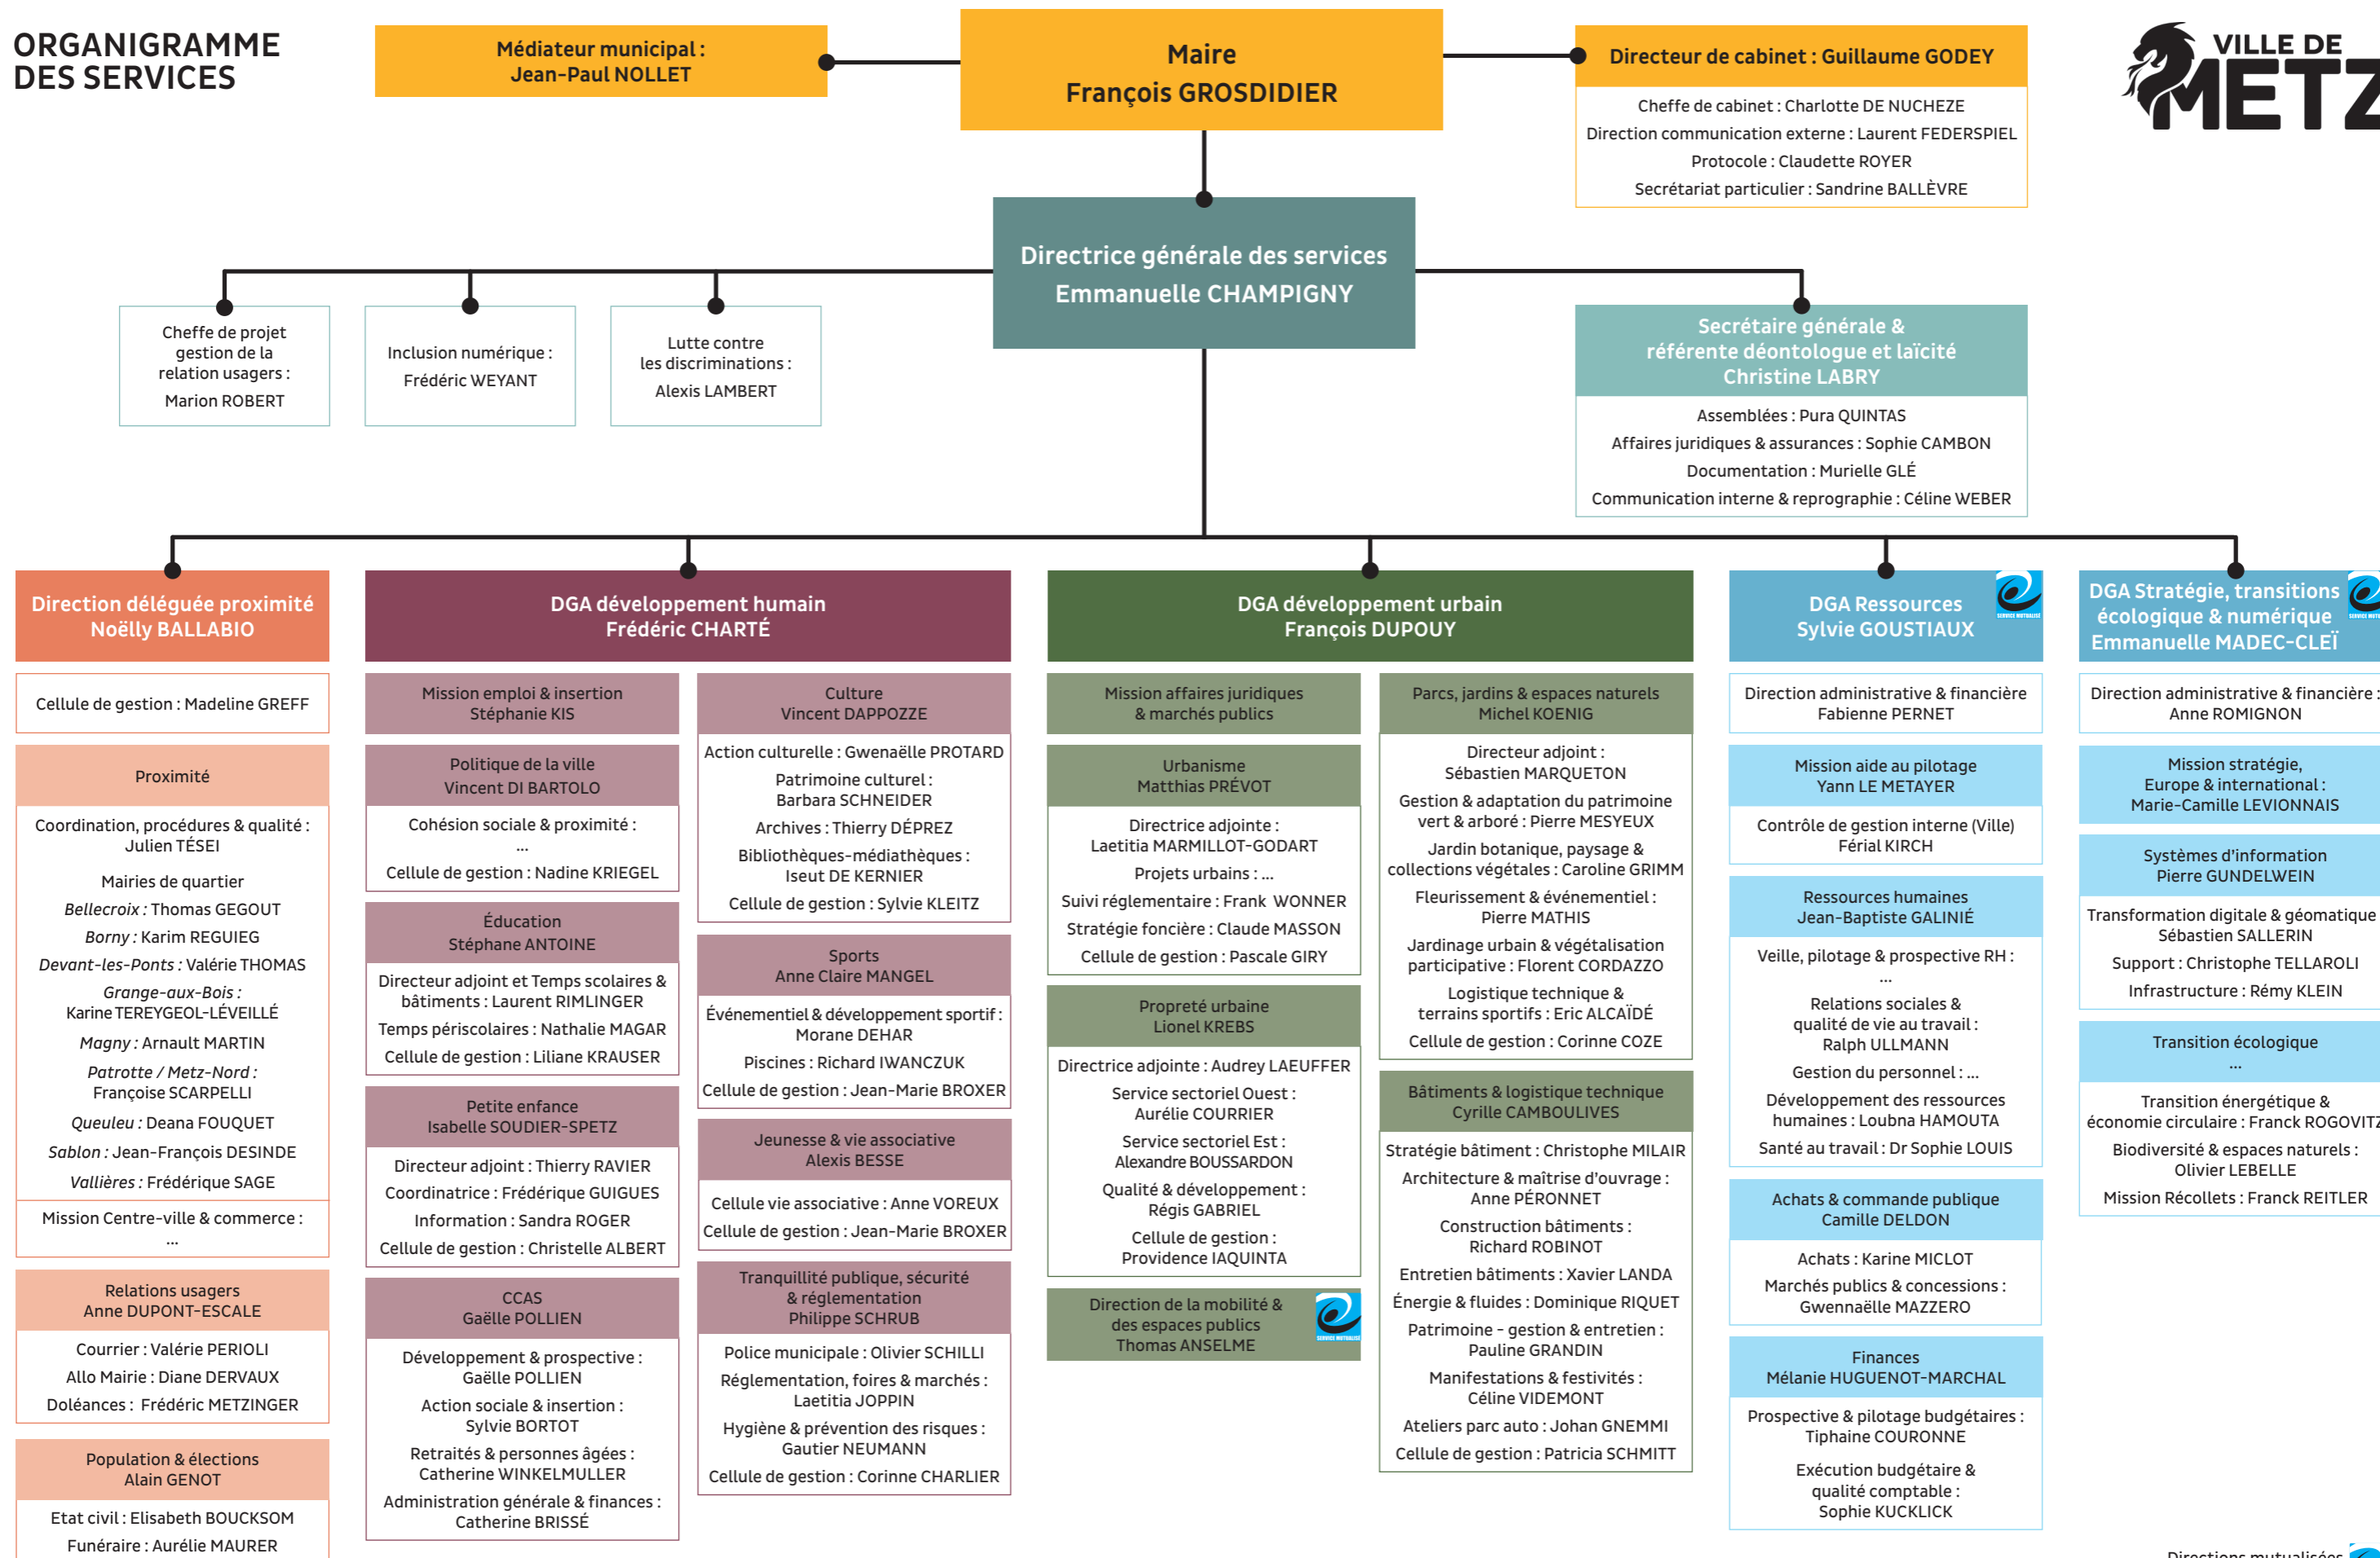 ORGANIGRAMME
DES SERVICES
Médiateur municipal :
Jean-Paul NOLLET
Maire
François GROSDIDIER
Directeur de cabinet : Guillaume GODEY
Cheffe de cabinet : Charlotte DE NUCHEZE
Direction communication externe : Laurent FEDERSPIEL
Protocole : Claudette ROYER
Secrétariat particulier : Sandrine BALLÈVRE
VILLE DE
METZ
Directrice générale des services
Emmanuelle CHAMPIGNY
Cheffe de projet
gestion de la
relation usagers :
Marion ROBERT
Inclusion numérique :
Frédéric WEYANT
Lutte contre
les discriminations :
Alexis LAMBERT
Secrétaire générale &
référente déontologue et laïcité
Christine LABRY
Assemblées : Pura QUINTAS
Affaires juridiques & assurances : Sophie CAMBON
Documentation : Murielle GLÉ
Communication interne & reprographie : Céline WEBER
Direction déléguée proximité
Noëlly BALLABIO
Cellule de gestion : Madeline GREFF
Proximité
Coordination, procédures & qualité :
Julien TÉSEI
Mairies de quartier
Bellecroix : Thomas GEGOUT
Borny : Karim REGUIEG
Devant-les-Ponts : Valérie THOMAS
Grange-aux-Bois :
Karine TEREYGEOL-LÉVEILLÉ
Magny : Arnault MARTIN
Patrotte / Metz-Nord :
Françoise SCARPELLI
Queuleu : Deana FOUQUET
Sablon : Jean-François DESINDE
Vallières : Frédérique SAGE
Mission Centre-ville & commerce :
...
Relations usagers
Anne DUPONT-ESCALE
Courrier : Valérie PERIOLI
Allo Mairie : Diane DERVAUX
Doléances : Frédéric METZINGER
Population & élections
Alain GENOT
Etat civil : Elisabeth BOUCKSOM
Funéraire : Aurélie MAURER
DGA développement humain
Frédéric CHARTÉ
Mission emploi & insertion
Stéphanie KIS
Politique de la ville
Vincent DI BARTOLO
Cohésion sociale & proximité :
...
Cellule de gestion : Nadine KRIEGEL
Éducation
Stéphane ANTOINE
Directeur adjoint et Temps scolaires &
bâtiments : Laurent RIMLINGER
Temps périscolaires : Nathalie MAGAR
Cellule de gestion : Liliane KRAUSER
Petite enfance
Isabelle SOUDIER-SPETZ
Directeur adjoint : Thierry RAVIER
Coordinatrice : Frédérique GUIGUES
Information : Sandra ROGER
Cellule de gestion : Christelle ALBERT
CCAS
Gaëlle POLLIEN
Développement & prospective :
Gaëlle POLLIEN
Action sociale & insertion :
Sylvie BORTOT
Retraités & personnes âgées :
Catherine WINKELMULLER
Administration générale & finances :
Catherine BRISSÉ
Culture
Vincent DAPPOZZE
Action culturelle : Gwenaëlle PROTARD
Patrimoine culturel :
Barbara SCHNEIDER
Archives : Thierry DÉPREZ
Bibliothèques-médiathèques :
Iseut DE KERNIER
Cellule de gestion : Sylvie KLEITZ
Sports
Anne Claire MANGEL
Événementiel & développement sportif :
Morane DEHAR
Piscines : Richard IWANCZUK
Cellule de gestion : Jean-Marie BROXER
Jeunesse & vie associative
Alexis BESSE
Cellule vie associative : Anne VOREUX
Cellule de gestion : Jean-Marie BROXER
Tranquillité publique, sécurité
& réglementation
Philippe SCHRUB
Police municipale : Olivier SCHILLI
Réglementation, foires & marchés :
Laetitia JOPPIN
Hygiène & prévention des risques :
Gautier NEUMANN
Cellule de gestion : Corinne CHARLIER
DGA développement urbain
François DUPOUY
Mission affaires juridiques
& marchés publics
Urbanisme
Matthias PRÉVOT
Directrice adjointe :
Laetitia MARMILLOT-GODART
Projets urbains : ...
Suivi réglementaire : Frank WONNER
Stratégie foncière : Claude MASSON
Cellule de gestion : Pascale GIRY
Propreté urbaine
Lionel KREBS
Directrice adjointe : Audrey LAEUFFER
Service sectoriel Ouest :
Aurélie COURRIER
Service sectoriel Est :
Alexandre BOUSSARDON
Qualité & développement :
Régis GABRIEL
Cellule de gestion :
Providence IAQUINTA
Direction de la mobilité &
des espaces publics
Thomas ANSELME
SERVICE MUTUALISÉ
Parcs, jardins & espaces naturels
Michel KOENIG
Directeur adjoint :
Sébastien MARQUETON
Gestion & adaptation du patrimoine
vert & arboré : Pierre MESYEUX
Jardin botanique, paysage &
collections végétales : Caroline GRIMM
Fleurissement & événementiel :
Pierre MATHIS
Jardinage urbain & végétalisation
participative : Florent CORDAZZO
Logistique technique &
terrains sportifs : Eric ALCAÏDÉ
Cellule de gestion : Corinne COZE
Bâtiments & logistique technique
Cyrille CAMBOULIVES
Stratégie bâtiment : Christophe MILAIR
Architecture & maîtrise d'ouvrage :
Anne PÉRONNET
Construction bâtiments :
Richard ROBINOT
Entretien bâtiments : Xavier LANDA
Énergie & fluides : Dominique RIQUET
Patrimoine - gestion & entretien :
Pauline GRANDIN
Manifestations & festivités :
Céline VIDEMONT
Ateliers parc auto : Johan GNEMMI
Cellule de gestion : Patricia SCHMITT
DGA Ressources
Sylvie GOUSTIAUX
SERVICE MUTUALISÉ
Direction administrative & financière
Fabienne PERNET
Mission aide au pilotage
Yann LE METAYER
Contrôle de gestion interne (Ville)
Férial KIRCH
Ressources humaines
Jean-Baptiste GALINIÉ
Veille, pilotage & prospective RH :
...
Relations sociales &
qualité de vie au travail :
Ralph ULLMANN
Gestion du personnel : ...
Développement des ressources
humaines : Loubna HAMOUTA
Santé au travail : Dr Sophie LOUIS
Achats & commande publique
Camille DELDON
Achats : Karine MICLOT
Marchés publics & concessions :
Gwennaëlle MAZZERO
Finances
Mélanie HUGUENOT-MARCHAL
Prospective & pilotage budgétaires :
Tiphaine COURONNE
Exécution budgétaire &
qualité comptable :
Sophie KUCKLICK
DGA Stratégie, transitions
écologique & numérique
Emmanuelle MADEC-CLEÏ
Direction administrative & financière :
Anne ROMIGNON
Mission stratégie,
Europe & international :
Marie-Camille LEVIONNAIS
Systèmes d'information
Pierre GUNDELWEIN
Transformation digitale & géomatique
Sébastien SALLERIN
Support : Christophe TELLAROLI
Infrastructure : Rémy KLEIN
Transition écologique
...
Transition énergétique &
économie circulaire : Franck ROGOVITZ
Biodiversité & espaces naturels :
Olivier LEBELLE
Mission Récollets : Franck REITLER
Directions mutualisées